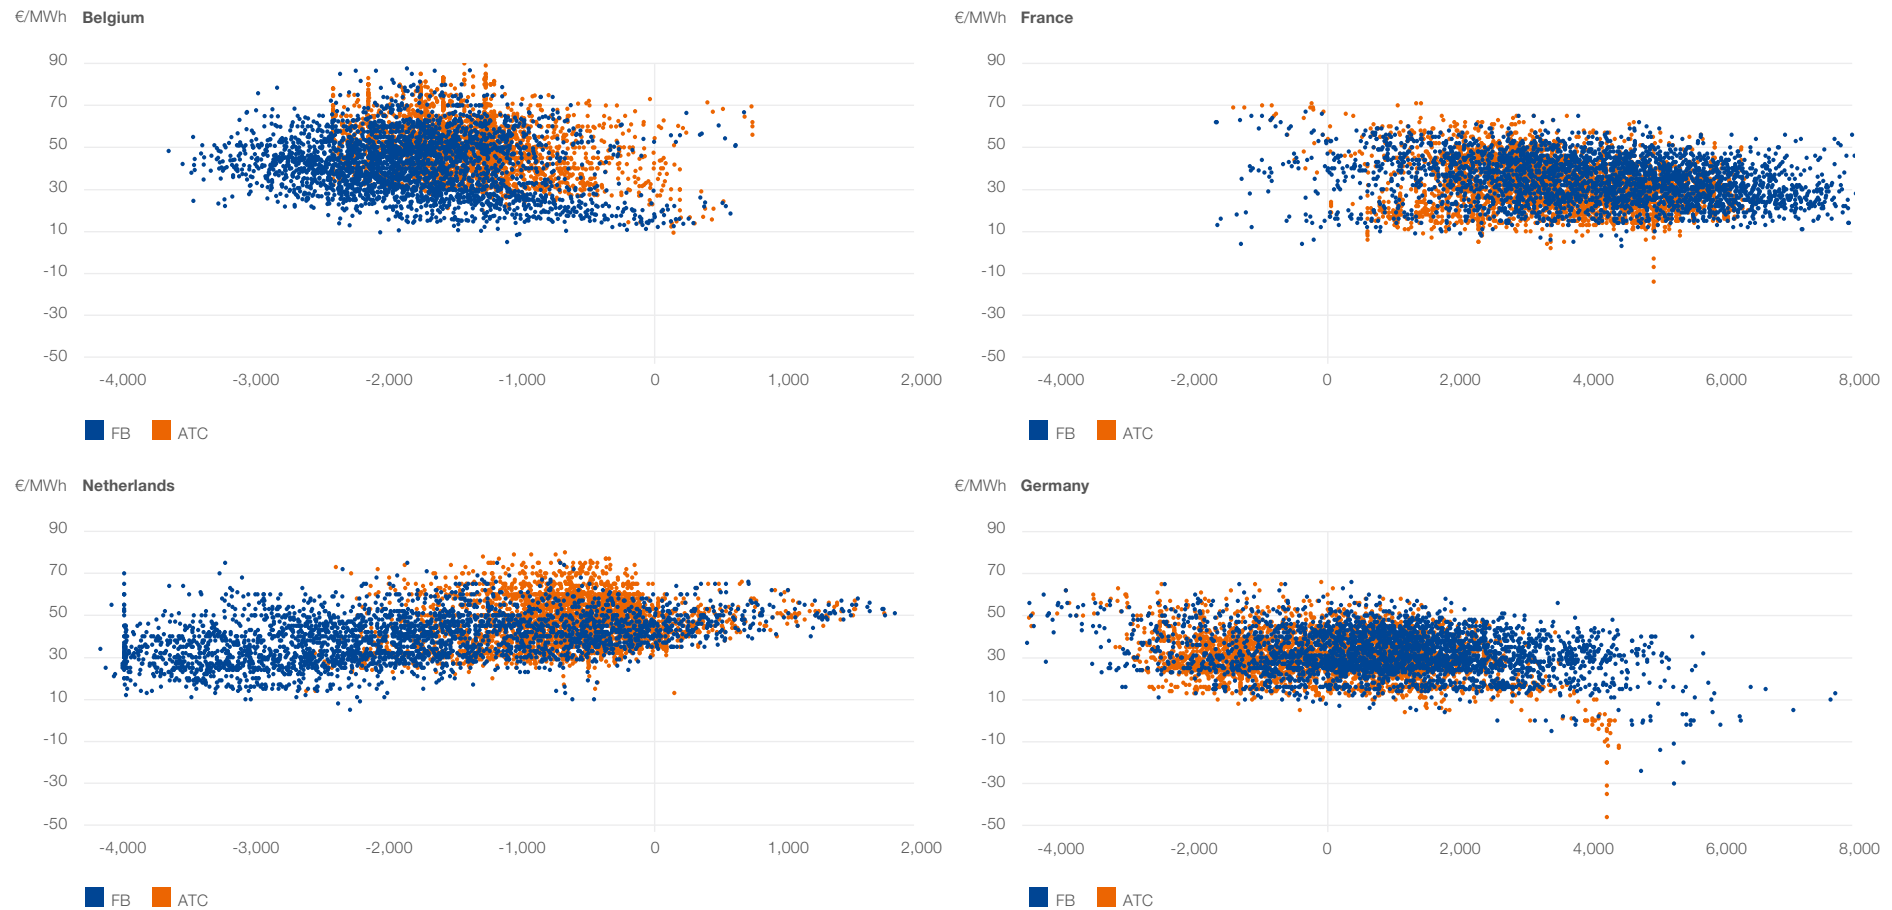 €/MWh Belgium
90
70
50
30
10
-10
-30
-50
-4,000 -3,000 -2,000 -1,000 0 1,000 2,000
FB ATC
€/MWh France
90
70
50
30
10
-10
-30
-50
-4,000 -2,000 0 2,000 4,000 6,000 8,000
FB ATC
€/MWh Netherlands
90
70
50
30
10
-10
-30
-50
-4,000 -3,000 -2,000 -1,000 0 1,000 2,000
FB ATC
€/MWh Germany
90
70
50
30
10
-10
-30
-50
-4,000 -2,000 0 2,000 4,000 6,000 8,000
FB ATC